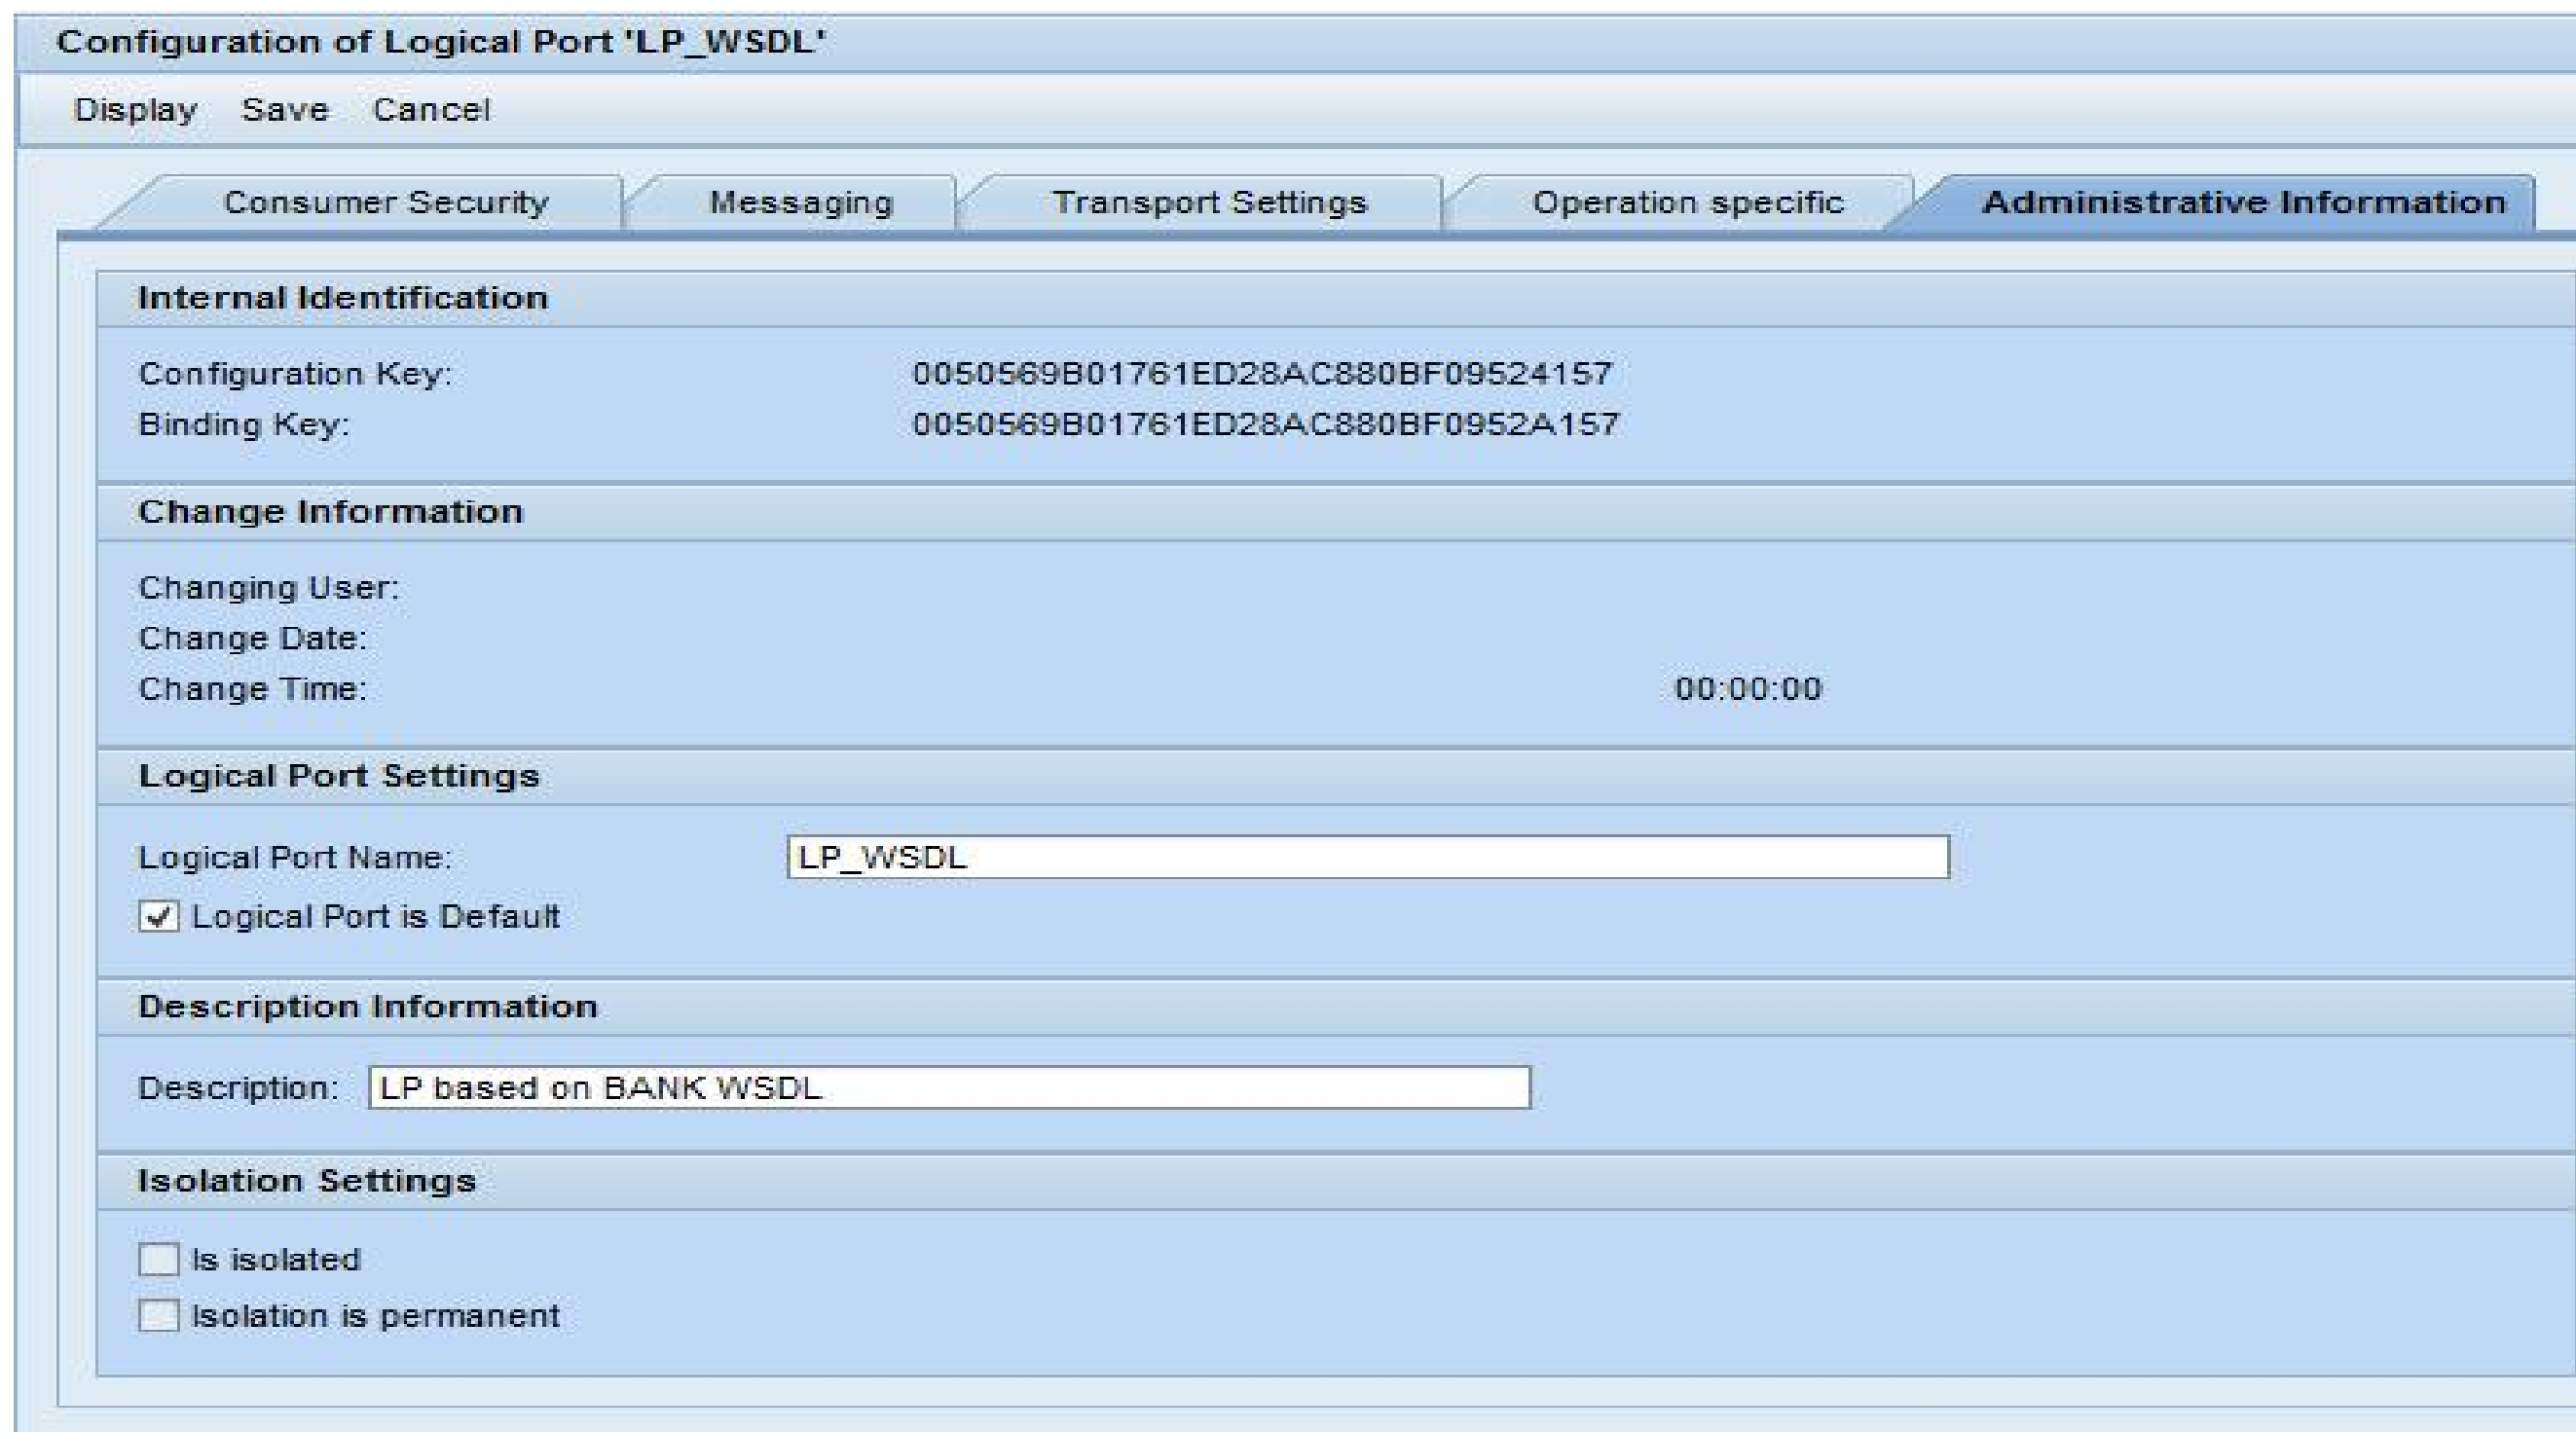 Configuration of Logical Port 'LP_WSDL'
Display Save Cancel
Consumer Security Messaging Transport Settings Operation specific Administrative Information
Internal Identification
Configuration Key: 0050569B01761ED28AC880BF09524157
Binding Key: 0050569B01761ED28AC880BF0952A157
Change Information
Changing User:
Change Date:
Change Time: 00:00:00
Logical Port Settings
Logical Port Name: LP_WSDL
Logical Port is Default
Description Information
Description: LP based on BANK WSDL
Isolation Settings
Is isolated
Isolation is permanent